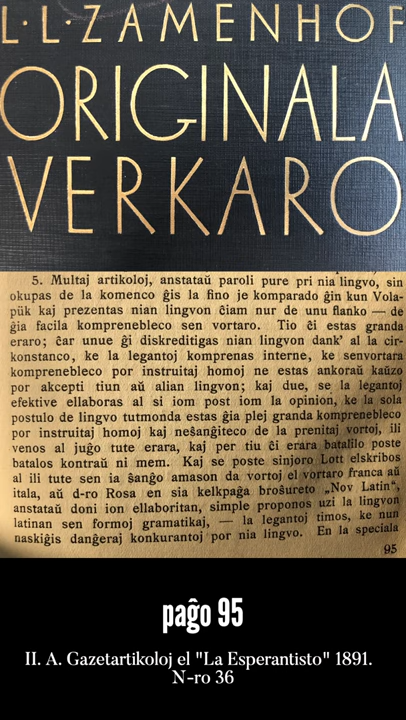 L·L·ZAMENHOF
ORIGINALA
VERKARO
5. Multaj artikoloj, anstataŭ paroli pure pri nia lingvo, sin
okupas de la komenco ĝis la fino je komparado ĝin kun Vola-
pük kaj prezentas nian lingvon ĉiam nur de unu flanko — de
ĝia facila komprenebleco sen vortaro. Tio ĉi estas granda
eraro; ĉar unue ĝi diskreditigas nian lingvon dank' al la cir-
konstanco, ke la legantoj komprenas interne, ke senvortara
komprenebleco por instruitaj homoj ne estas ankoraŭ kaŭzo
por akcepti tiun aŭ alian lingvon; kaj due, se la legantoj
efektive ellaboras al si iom post iom la opinion, ke la sola
postulo de lingvo tutmonda estas ĝia plej granda komprenebleco
por instruitaj homoj kaj neŝanĝiteco de la prenitaj vortoj, ili
venos al juĝo tute erara, kaj per tiu ĉi erara batalilo poste
batalos kontraŭ ni mem. Kaj se poste sinjoro Lott elskribos
al ili tute sen ia ŝanĝo amason da vortoj el vortaro franca aŭ
itala, aŭ d-ro Rosa en sia kelkpaĝa broŝureto „Nov Latin“,
anstataŭ doni ion ellaboritan, simple proponos uzi la lingvon
latinan sen formoj gramatikaj, — la legantoj timos, ke nun
naskiĝis danĝeraj konkurantoj por nia lingvo. En la speciala
95
paĝo 95
II. A. Gazetartikoloj el "La Esperantisto" 1891.
N-ro 36